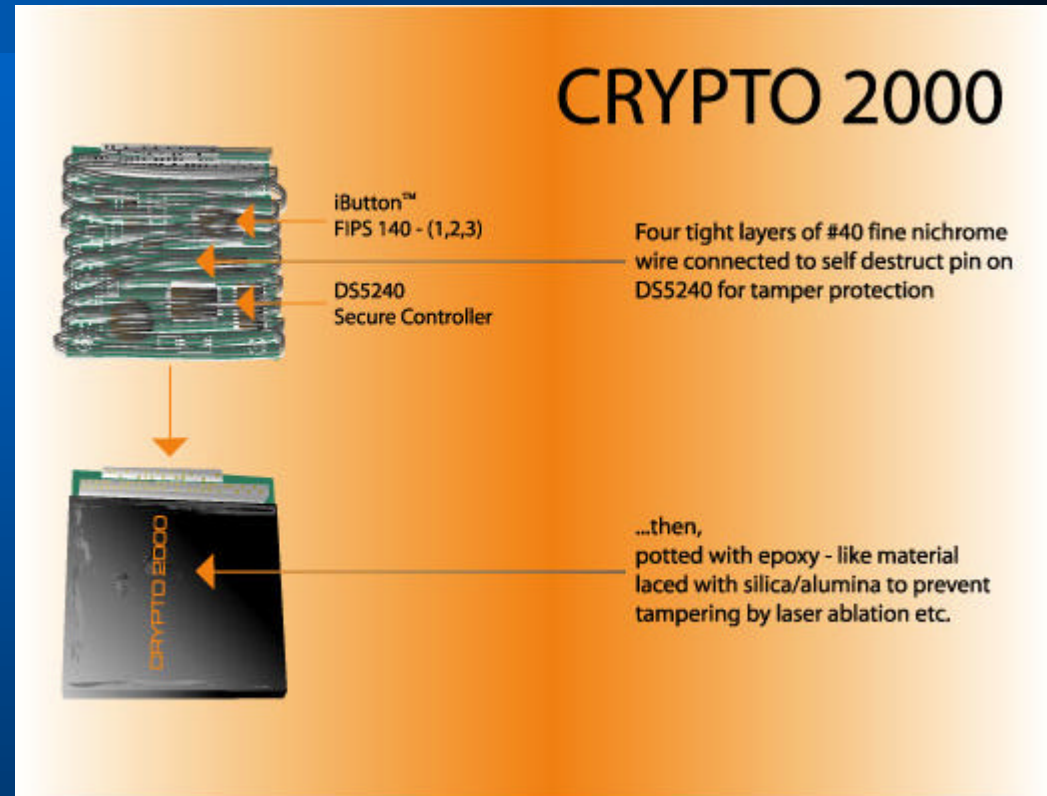 CRYPTO 2000
iButton™
FIPS 140 - (1,2,3)
Four tight layers of #40 fine nichrome
wire connected to self destruct pin on
DS5240 for tamper protection
DS5240
Secure Controller
CRYPTO 2000
...then,
potted with epoxy - like material
laced with silica/alumina to prevent
tampering by laser ablation etc.